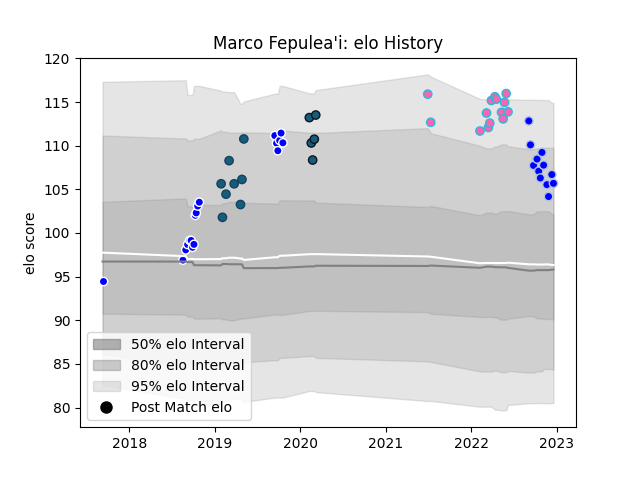 Marco Fepulea'i: elo History
120
115
110
105
100
95
90
85
80
elo score
50% elo Interval
80% elo Interval
95% elo Interval
Post Match elo
2018 2019 2020 2021 2022 2023